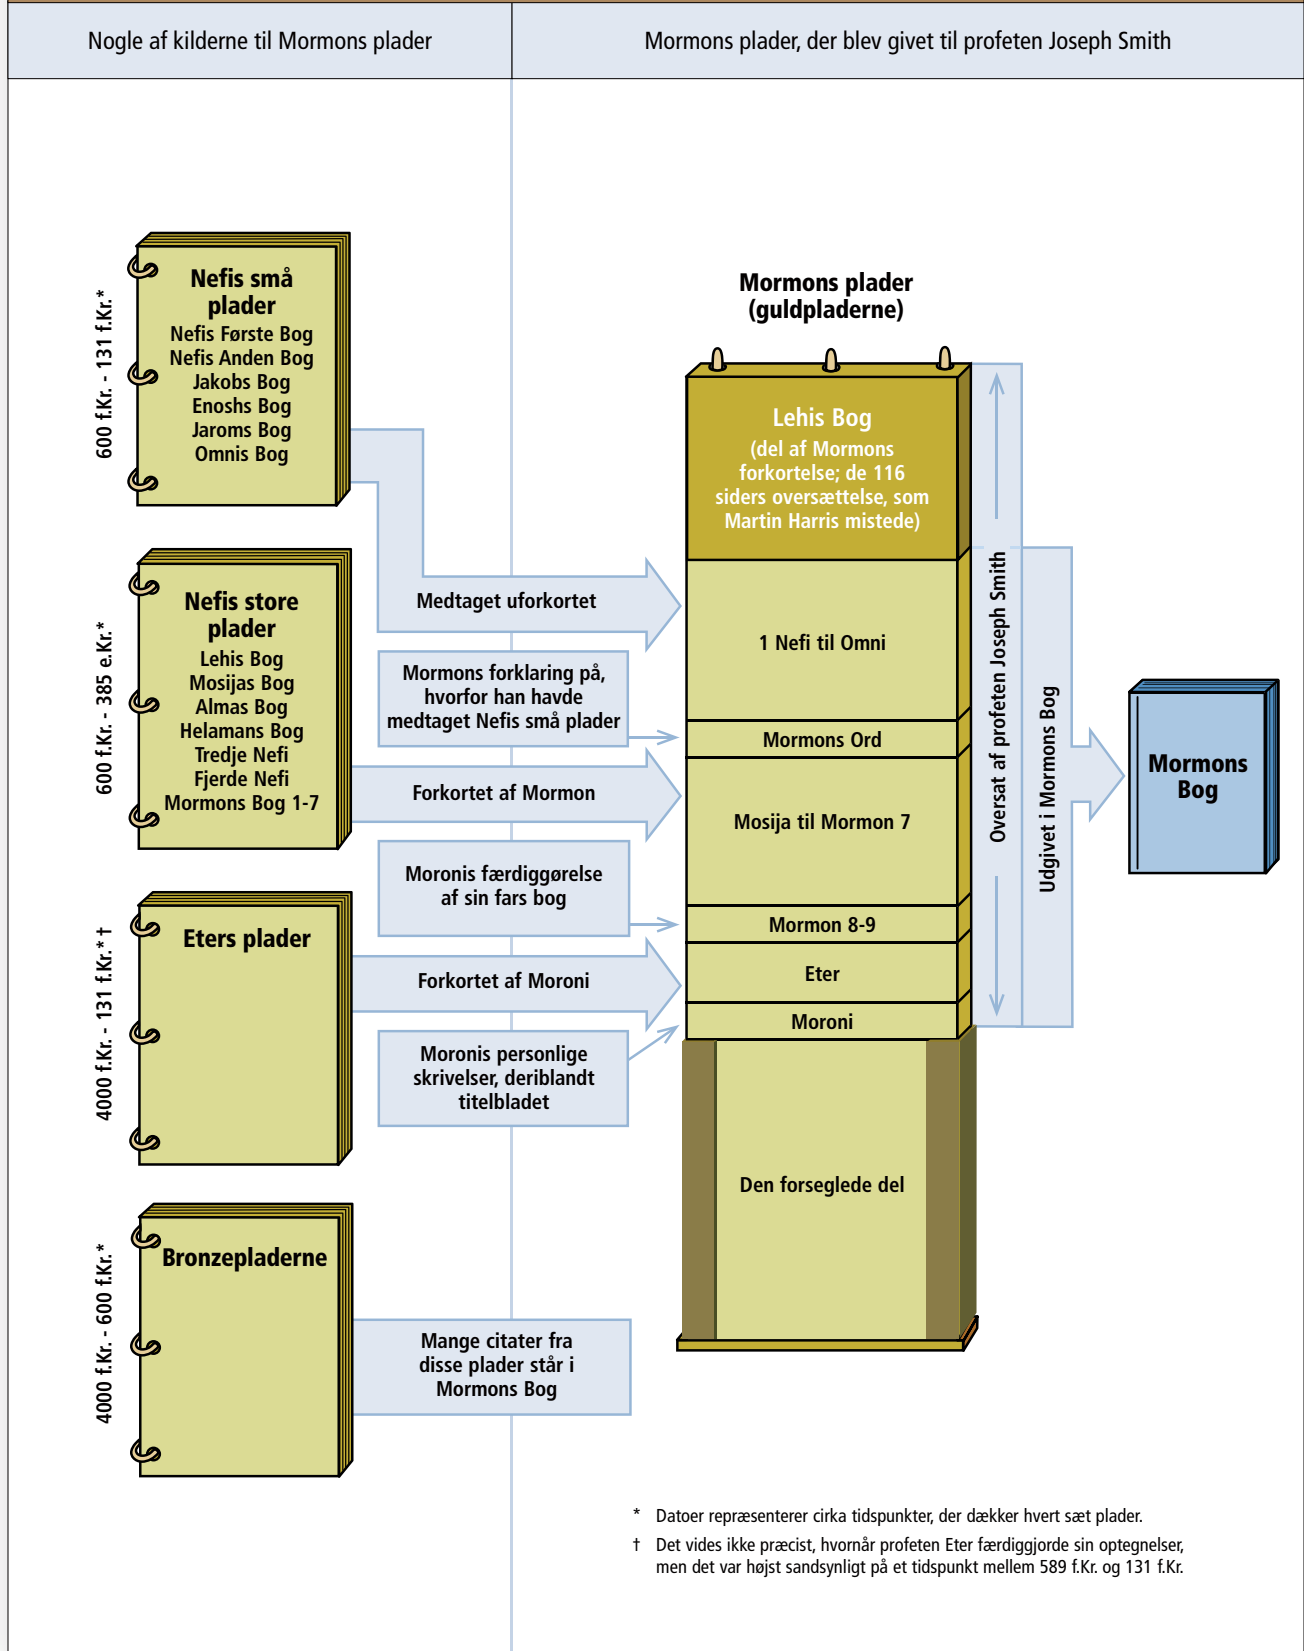 Nogle af kilderne til Mormons plader
Mormons plader, der blev givet til profeten Joseph Smith
600 f.Kr. - 131 f.Kr.*
Nefis små
plader
Nefis Første Bog
Nefis Anden Bog
Jakobs Bog
Enoshs Bog
Jaroms Bog
Omnis Bog
600 f.Kr. - 385 e.Kr.*
Nefis store
plader
Lehis Bog
Mosijas Bog
Almas Bog
Helamans Bog
Tredje Nefi
Fjerde Nefi
Mormons Bog 1-7
4000 f.Kr. - 131 f.Kr.*†
Eters plader
4000 f.Kr. - 600 f.Kr.*
Bronzepladerne
Medtaget uforkortet
Mormons forklaring på,
hvorfor han havde
medtaget Nefis små plader
Forkortet af Mormon
Moronis færdiggørelse
af sin fars bog
Forkortet af Moroni
Moronis personlige
skrivelser, deriblandt
titelbladet
Mange citater fra
disse plader står i
Mormons Bog
Mormons plader
(guldpladerne)
Lehis Bog
(del af Mormons
forkortelse; de 116
siders oversættelse, som
Martin Harris mistede)
1 Nefi til Omni
Mormons Ord
Mosija til Mormon 7
Mormon 8-9
Eter
Moroni
Den forseglede del
Oversat af profeten Joseph Smith
Udgivet i Mormons Bog
Mormons
Bog
* Datoer repræsenterer cirka tidspunkter, der dækker hvert sæt plader.
† Det vides ikke præcist, hvornår profeten Eter færdiggjorde sin optegnelser,
men det var højst sandsynligt på et tidspunkt mellem 589 f.Kr. og 131 f.Kr.